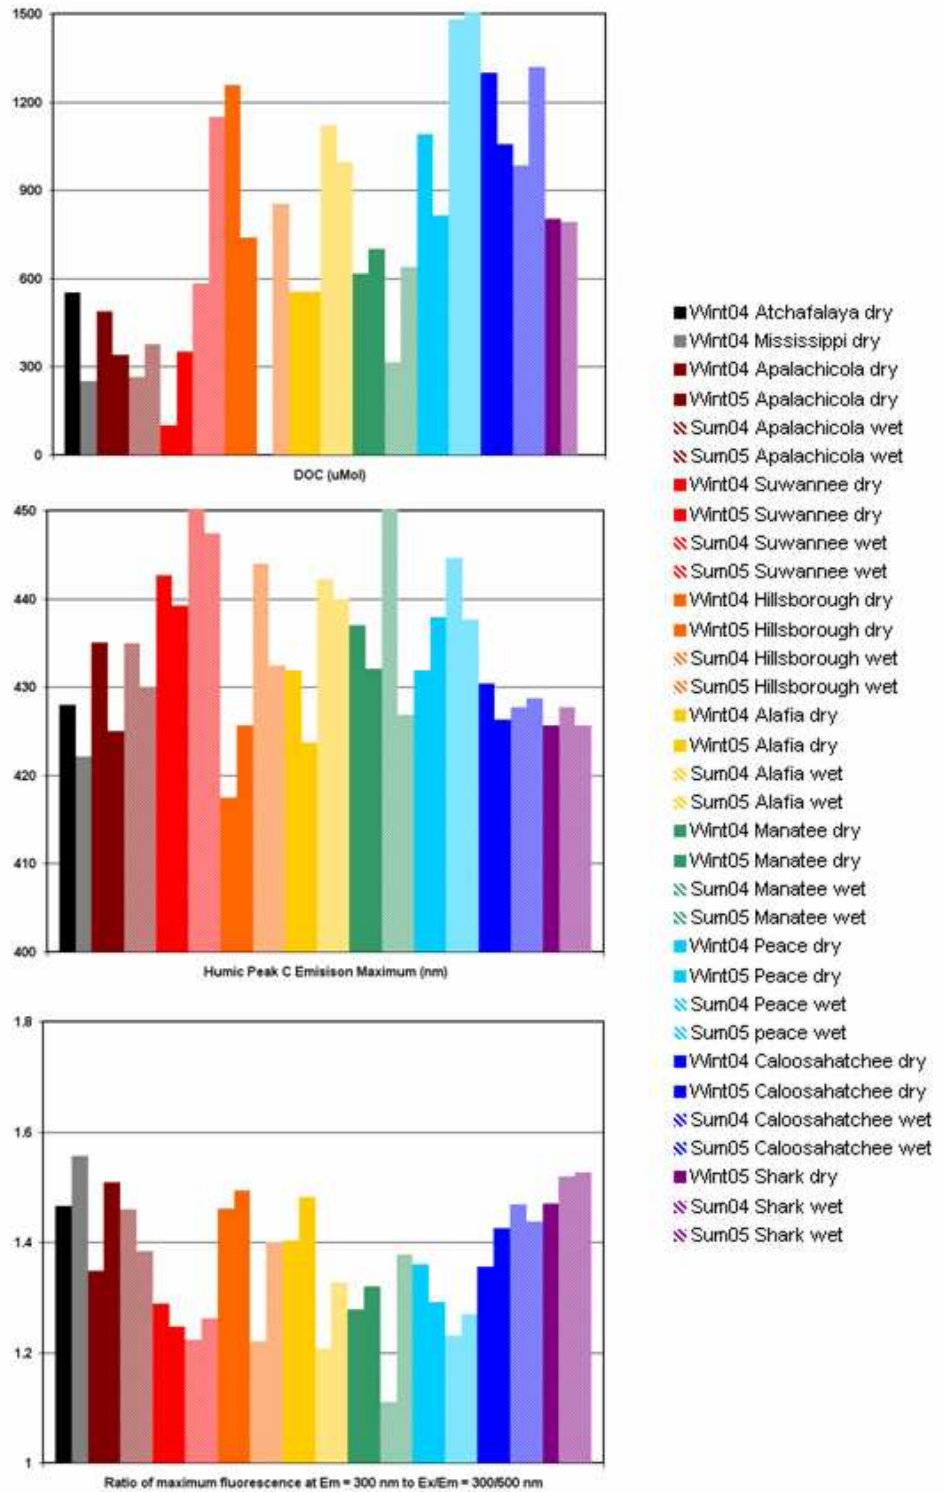 1500
1200
900
600
300
0
DOC (uMol)
450
440
430
420
410
400
Humic Peak C Emisison Maximum (nm)
1.8
1.6
1.4
1.2
1
Ratio of maximum fluorescence at Em = 300 nm to Ex/Em = 300/500 nm
Wint04 Atchafalaya dry
Wint04 Mississippi dry
Wint04 Apalachicola dry
Wint05 Apalachicola dry
Sum04 Apalachicola wet
Sum05 Apalachicola wet
Wint04 Suwannee dry
Wint05 Suwannee dry
Sum04 Suwannee wet
Sum05 Suwannee wet
Wint04 Hillsborough dry
Wint05 Hillsborough dry
Sum04 Hillsborough wet
Sum05 Hillsborough wet
Wint04 Alafia dry
Wint05 Alafia dry
Sum04 Alafia wet
Sum05 Alafia wet
Wint04 Manatee dry
Wint05 Manatee dry
Sum04 Manatee wet
Sum05 Manatee wet
Wint04 Peace dry
Wint05 Peace dry
Sum04 Peace wet
Sum05 peace wet
Wint04 Caloosahatchee dry
Wint05 Caloosahatchee dry
Sum04 Caloosahatchee wet
Sum05 Caloosahatchee wet
Wint05 Shark dry
Sum04 Shark wet
Sum05 Shark wet